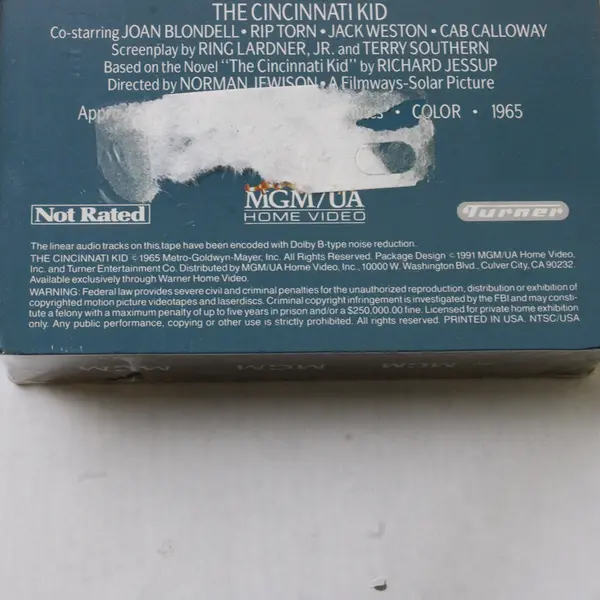 THE CINCINNATI KID
Co-starring JOAN BLONDELL • RIP TORN • JACK WESTON • CAB CALLOWAY
Screenplay by RING LARDNER, JR. and TERRY SOUTHERN
Based on the Novel "The Cincinnati Kid" by RICHARD JESSUP
Directed by NORMAN JEWISON • A Filmways-Solar Picture
• COLOR • 1965
Not Rated
MGM/UA
HOME VIDEO
Turner
The linear audio tracks on this tape have been encoded with Dolby B-type noise reduction.
THE CINCINNATI KID © 1965 Metro-Goldwyn-Mayer, Inc. All Rights Reserved. Package Design © 1991 MGM/UA Home Video,
Inc. and Turner Entertainment Co. Distributed by MGM/UA Home Video, Inc., 10000 W. Washington Blvd., Culver City, CA 90232.
Available exclusively through Warner Home Video.
WARNING: Federal law provides severe civil and criminal penalties for the unauthorized reproduction, distribution or exhibition of
copyrighted motion picture videotapes and laserdiscs. Criminal copyright infringement is investigated by the FBI and may consti-
tute a felony with a maximum penalty of up to five years in prison and/or a $250,000.00 fine. Licensed for private home exhibition
only. Any public performance, copying or other use is strictly prohibited. All rights reserved. PRINTED IN USA. NTSC/USA
MGM MGM MGM